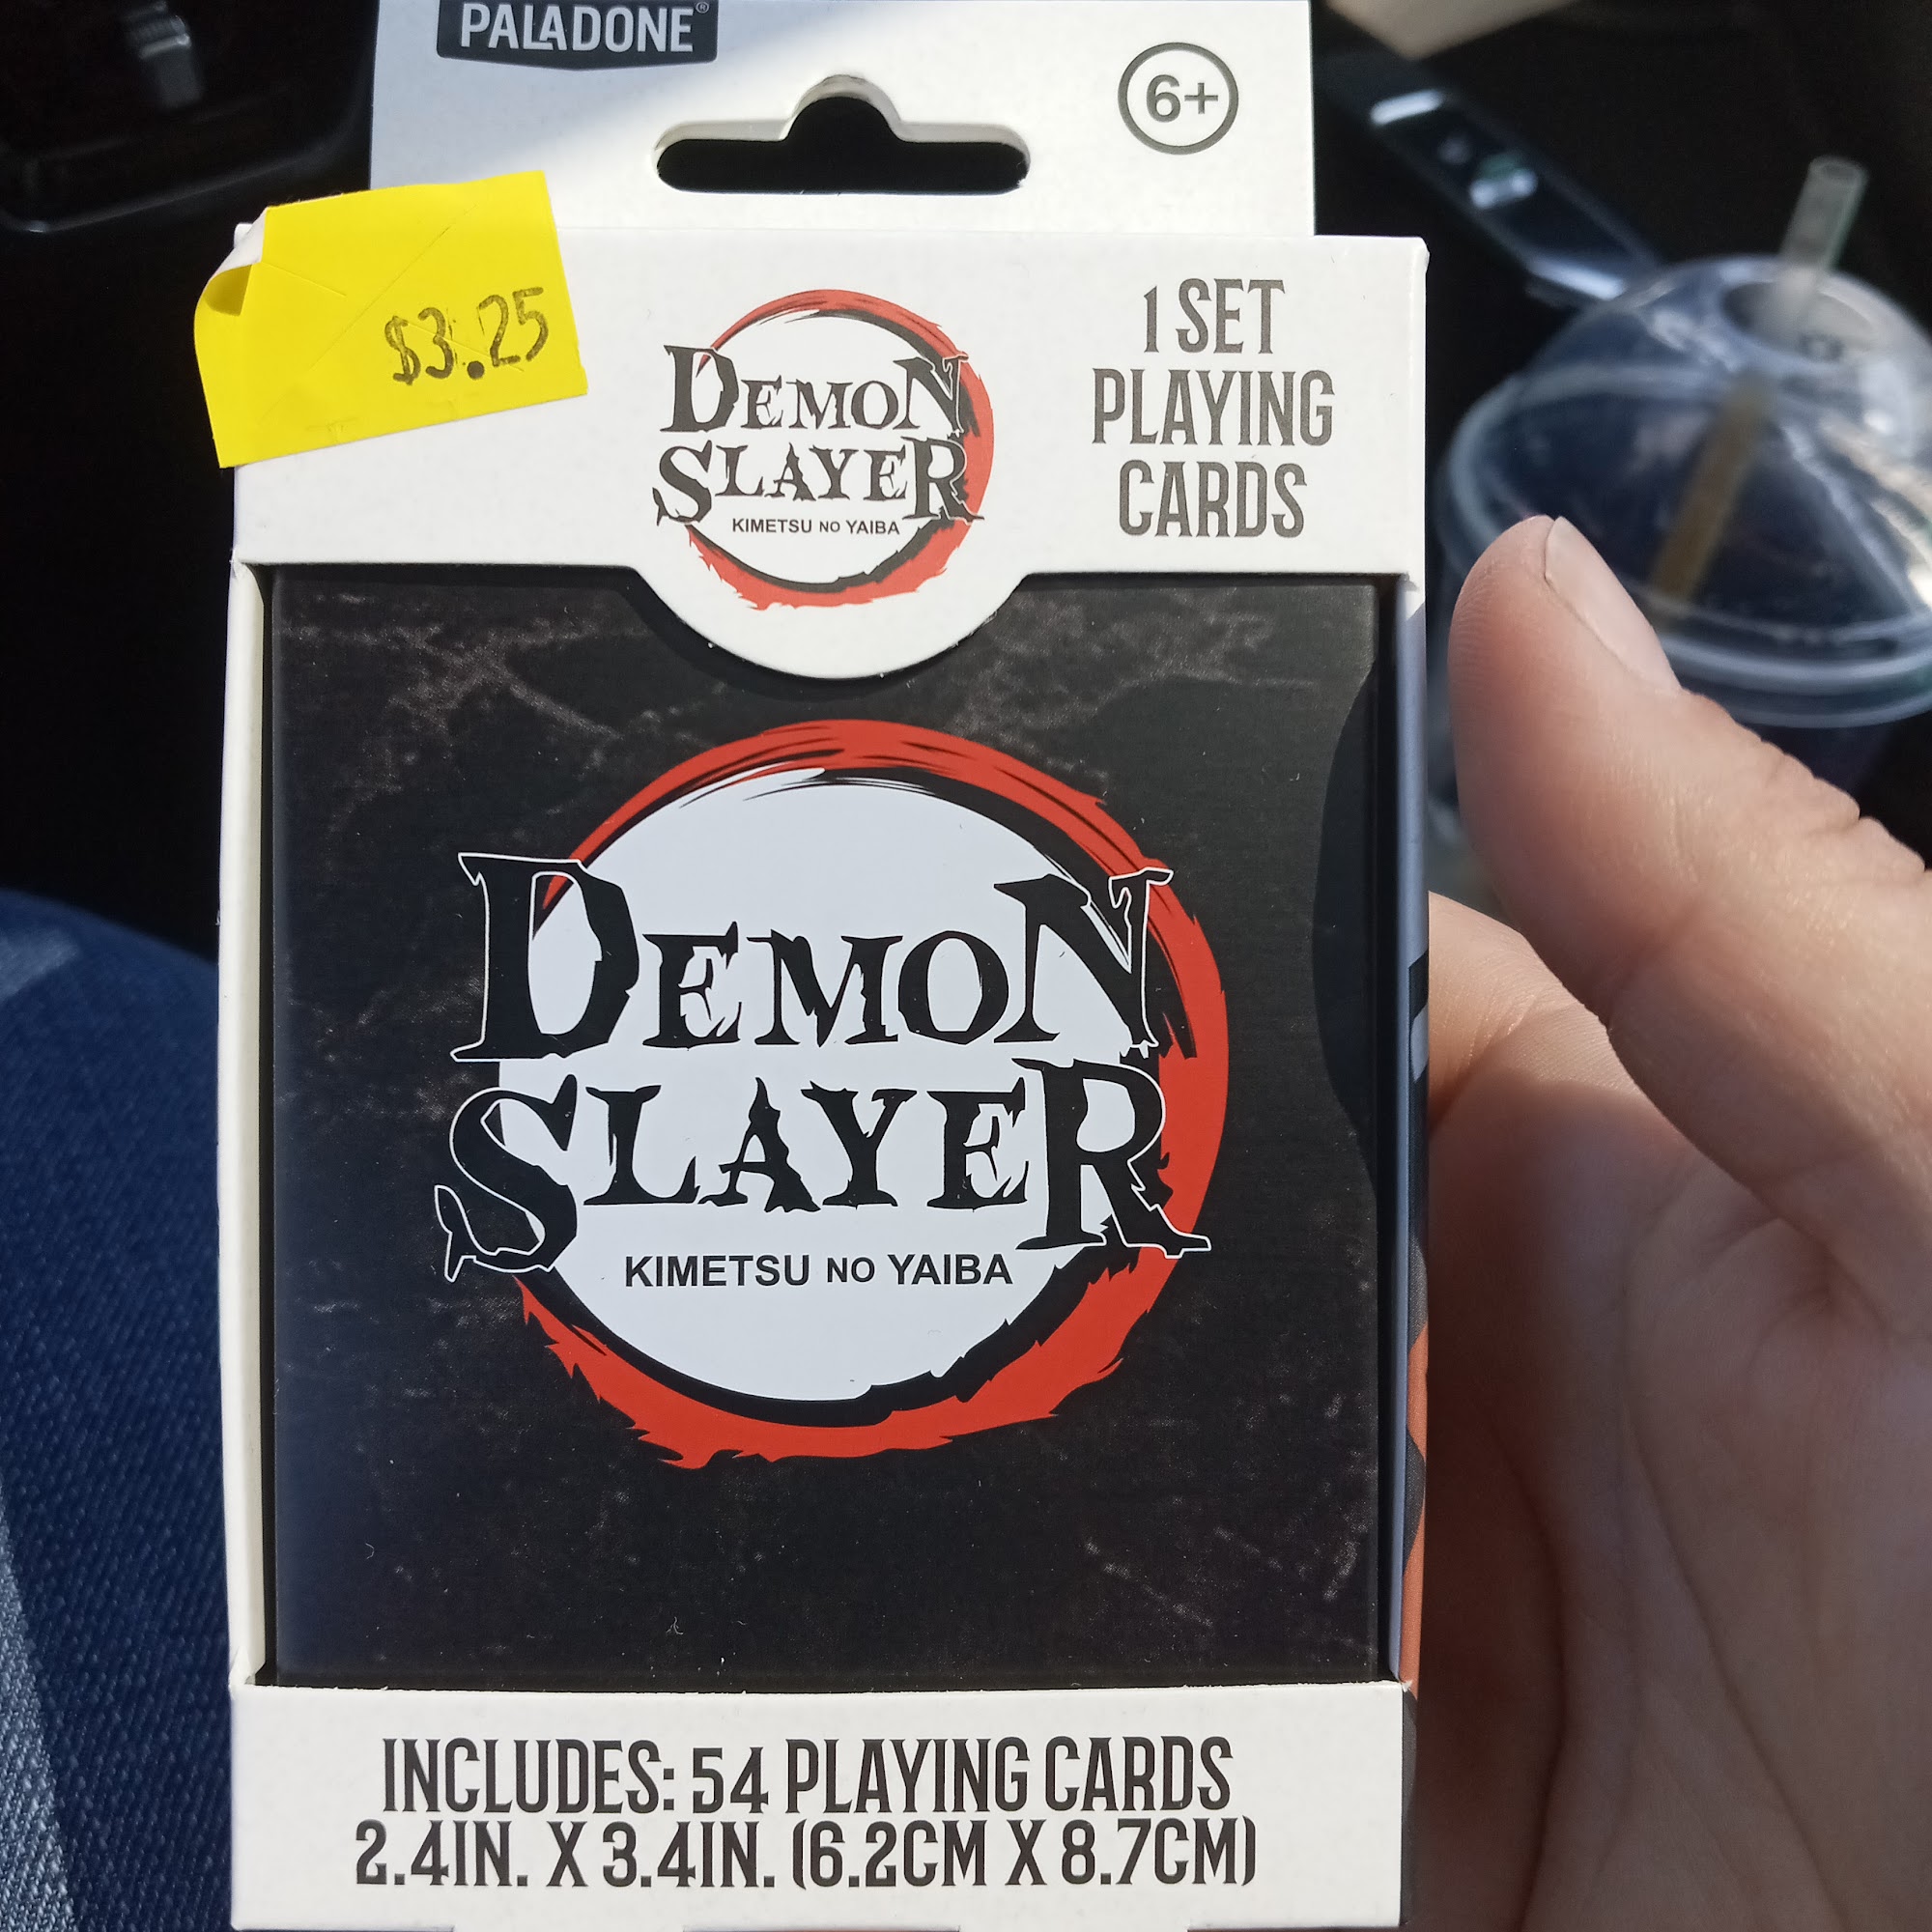 PALADONE®
6+
$3.25
DEMON
SLAYER
KIMETSU NO YAIBA
1 SET
PLAYING
CARDS
DEMON
SLAYER
KIMETSU NO YAIBA
INCLUDES: 54 PLAYING CARDS
2.4IN. X 3.4IN. (6.2CM X 8.7CM)